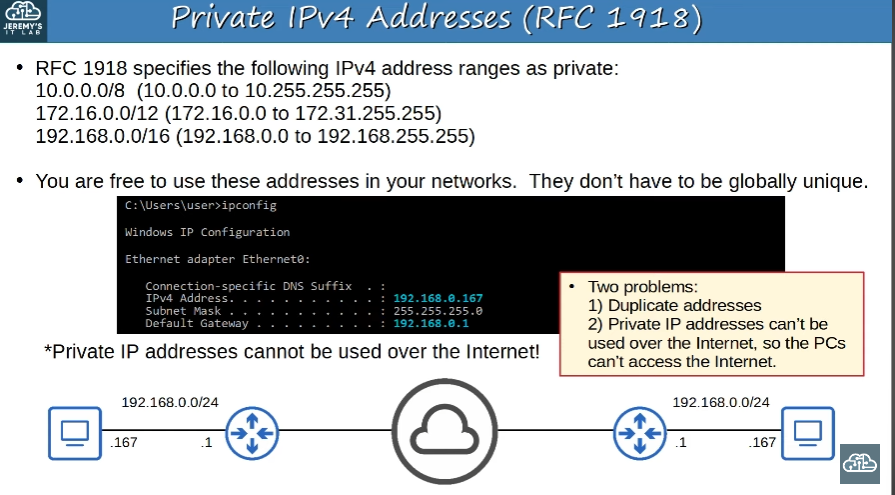 JEREMY'S
IT LAB
Private IPv4 Addresses (RFC 1918)
• RFC 1918 specifies the following IPv4 address ranges as private:
10.0.0.0/8 (10.0.0.0 to 10.255.255.255)
172.16.0.0/12 (172.16.0.0 to 172.31.255.255)
192.168.0.0/16 (192.168.0.0 to 192.168.255.255)
• You are free to use these addresses in your networks. They don't have to be globally unique.
C:\Users\user>ipconfig
Windows IP Configuration
Ethernet adapter Ethernet0:
Connection-specific DNS Suffix . :
IPv4 Address. . . . . . . . . . . : 192.168.0.167
Subnet Mask . . . . . . . . . . . : 255.255.255.0
Default Gateway . . . . . . . . . : 192.168.0.1
• Two problems:
1) Duplicate addresses
2) Private IP addresses can't be
used over the Internet, so the PCs
can't access the Internet.
*Private IP addresses cannot be used over the Internet!
192.168.0.0/24
.167
.1
192.168.0.0/24
.1
.167